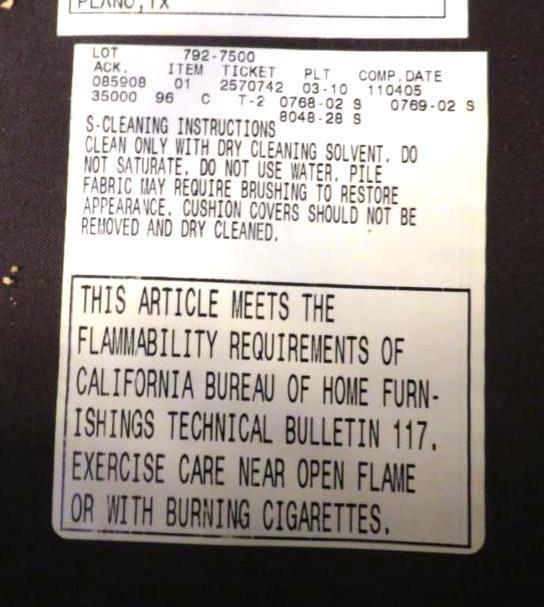 PLANO, TX
LOT 792-7500
ACK. ITEM TICKET PLT COMP. DATE
085908 01 2570742 03-10 110405
35000 96 C T-2 0768-02 S 0769-02 S
8048-28 S
S-CLEANING INSTRUCTIONS
CLEAN ONLY WITH DRY CLEANING SOLVENT. DO
NOT SATURATE. DO NOT USE WATER. PILE
FABRIC MAY REQUIRE BRUSHING TO RESTORE
APPEARANCE. CUSHION COVERS SHOULD NOT BE
REMOVED AND DRY CLEANED.
THIS ARTICLE MEETS THE
FLAMMABILITY REQUIREMENTS OF
CALIFORNIA BUREAU OF HOME FURN-
ISHINGS TECHNICAL BULLETIN 117.
EXERCISE CARE NEAR OPEN FLAME
OR WITH BURNING CIGARETTES.